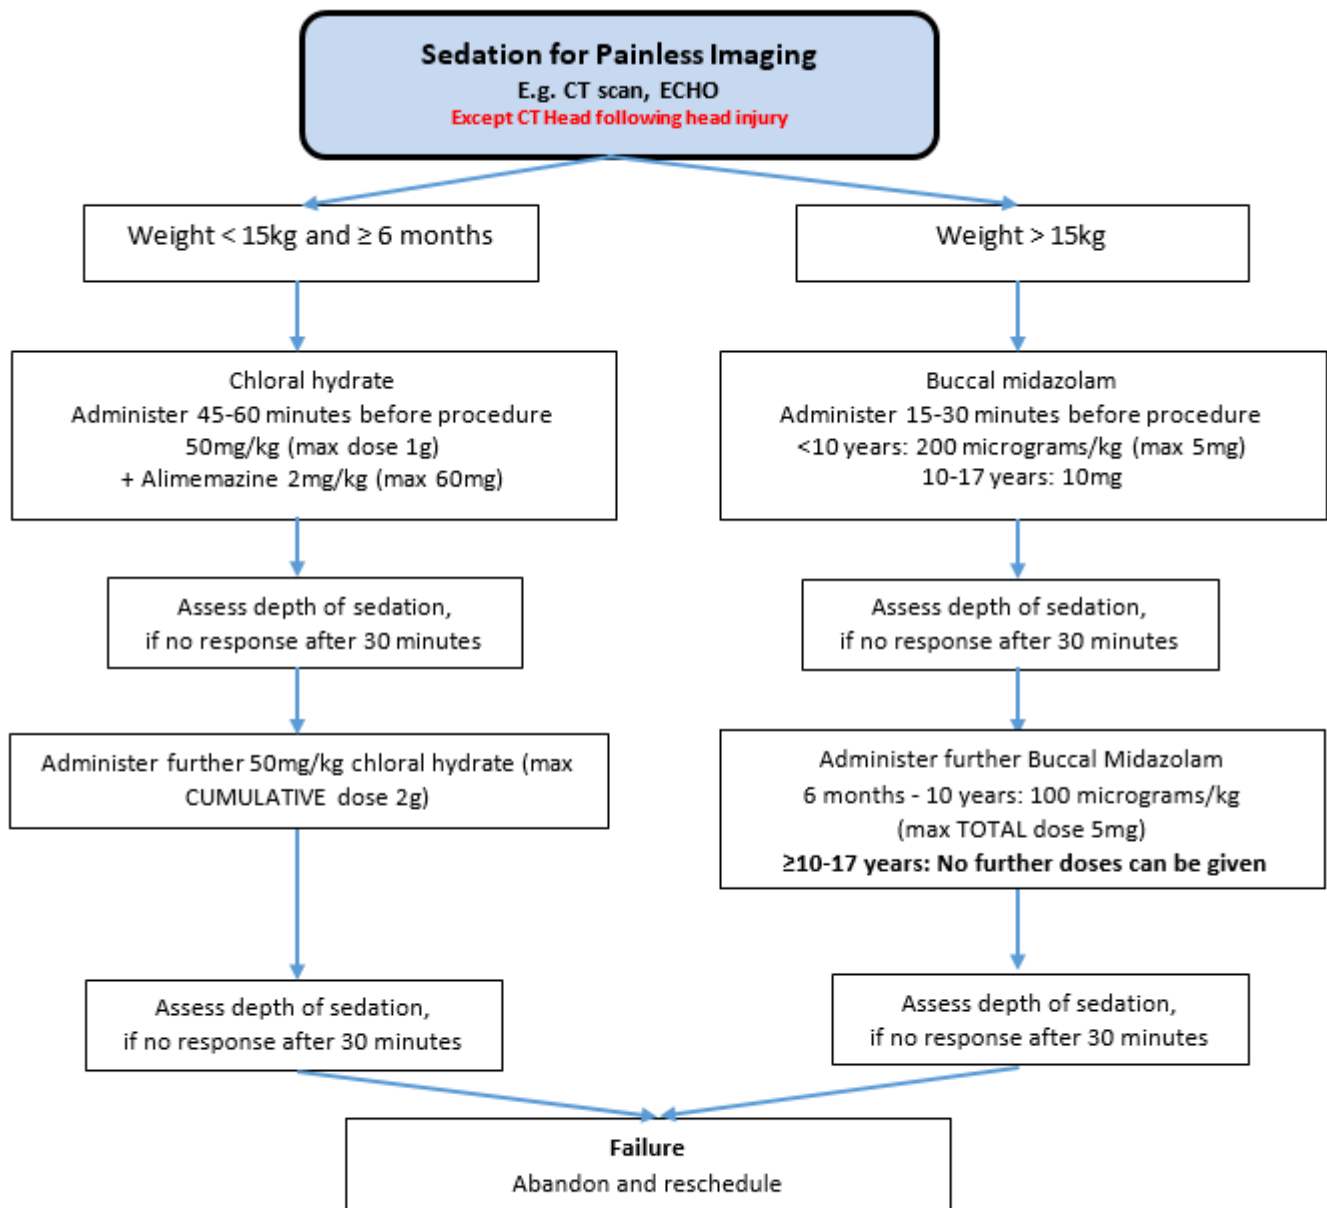 Sedation for Painless Imaging
E.g. CT scan, ECHO
Except CT Head following head injury
Weight < 15kg and ≥ 6 months
Weight > 15kg
Chloral hydrate
Administer 45-60 minutes before procedure
50mg/kg (max dose 1g)
+ Alimemazine 2mg/kg (max 60mg)
Buccal midazolam
Administer 15-30 minutes before procedure
<10 years: 200 micrograms/kg (max 5mg)
10-17 years: 10mg
Assess depth of sedation,
if no response after 30 minutes
Assess depth of sedation,
if no response after 30 minutes
Administer further 50mg/kg chloral hydrate (max
CUMULATIVE dose 2g)
Administer further Buccal Midazolam
6 months - 10 years: 100 micrograms/kg
(max TOTAL dose 5mg)
≥10-17 years: No further doses can be given
Assess depth of sedation,
if no response after 30 minutes
Assess depth of sedation,
if no response after 30 minutes
Failure
Abandon and reschedule